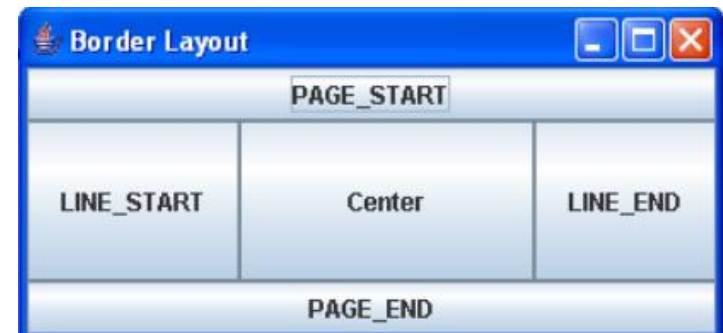 Border Layout
PAGE_START
LINE_START Center LINE_END
PAGE_END